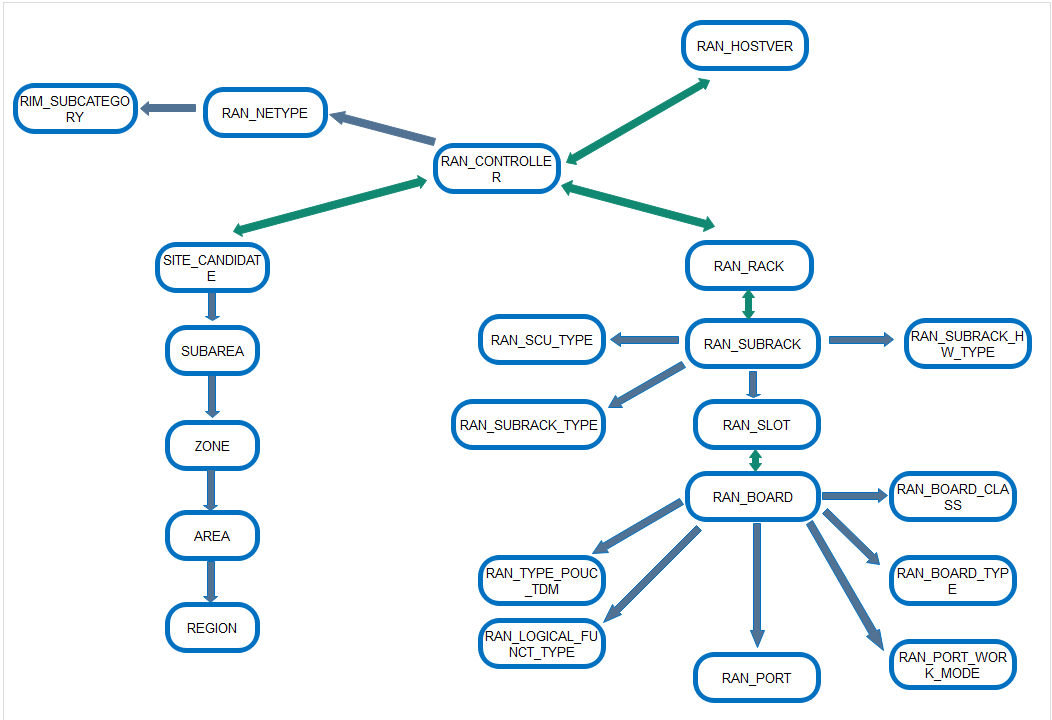 RAN_HOSTVER
RIM_SUBCATEGO
RY
RAN_NETYPE
RAN_CONTROLLE
R
SITE_CANDIDAT
E
RAN_RACK
SUBAREA
RAN_SCU_TYPE
RAN_SUBRACK
RAN_SUBRACK_H
W_TYPE
RAN_SUBRACK_TYPE
RAN_SLOT
ZONE
RAN_BOARD
RAN_BOARD_CLA
SS
AREA
RAN_TYPE_POUC
_TDM
RAN_BOARD_TYP
E
REGION
RAN_LOGICAL_FU
NCT_TYPE
RAN_PORT
RAN_PORT_WOR
K_MODE